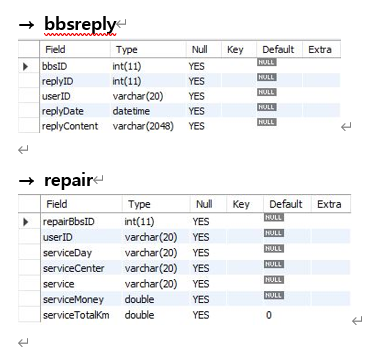 → bbsreply↵
Field Type Null Key Default Extra
bbsID int(11) YES NULL
replyID int(11) YES NULL
userID varchar(20) YES NULL
replyDate datetime YES NULL
replyContent varchar(2048) YES NULL
→ repair↵
Field Type Null Key Default Extra
repairBbsID int(11) YES NULL
userID varchar(20) YES NULL
serviceDay varchar(20) YES NULL
serviceCenter varchar(20) YES NULL
service varchar(20) YES NULL
serviceMoney double YES NULL
serviceTotalKm double YES 0